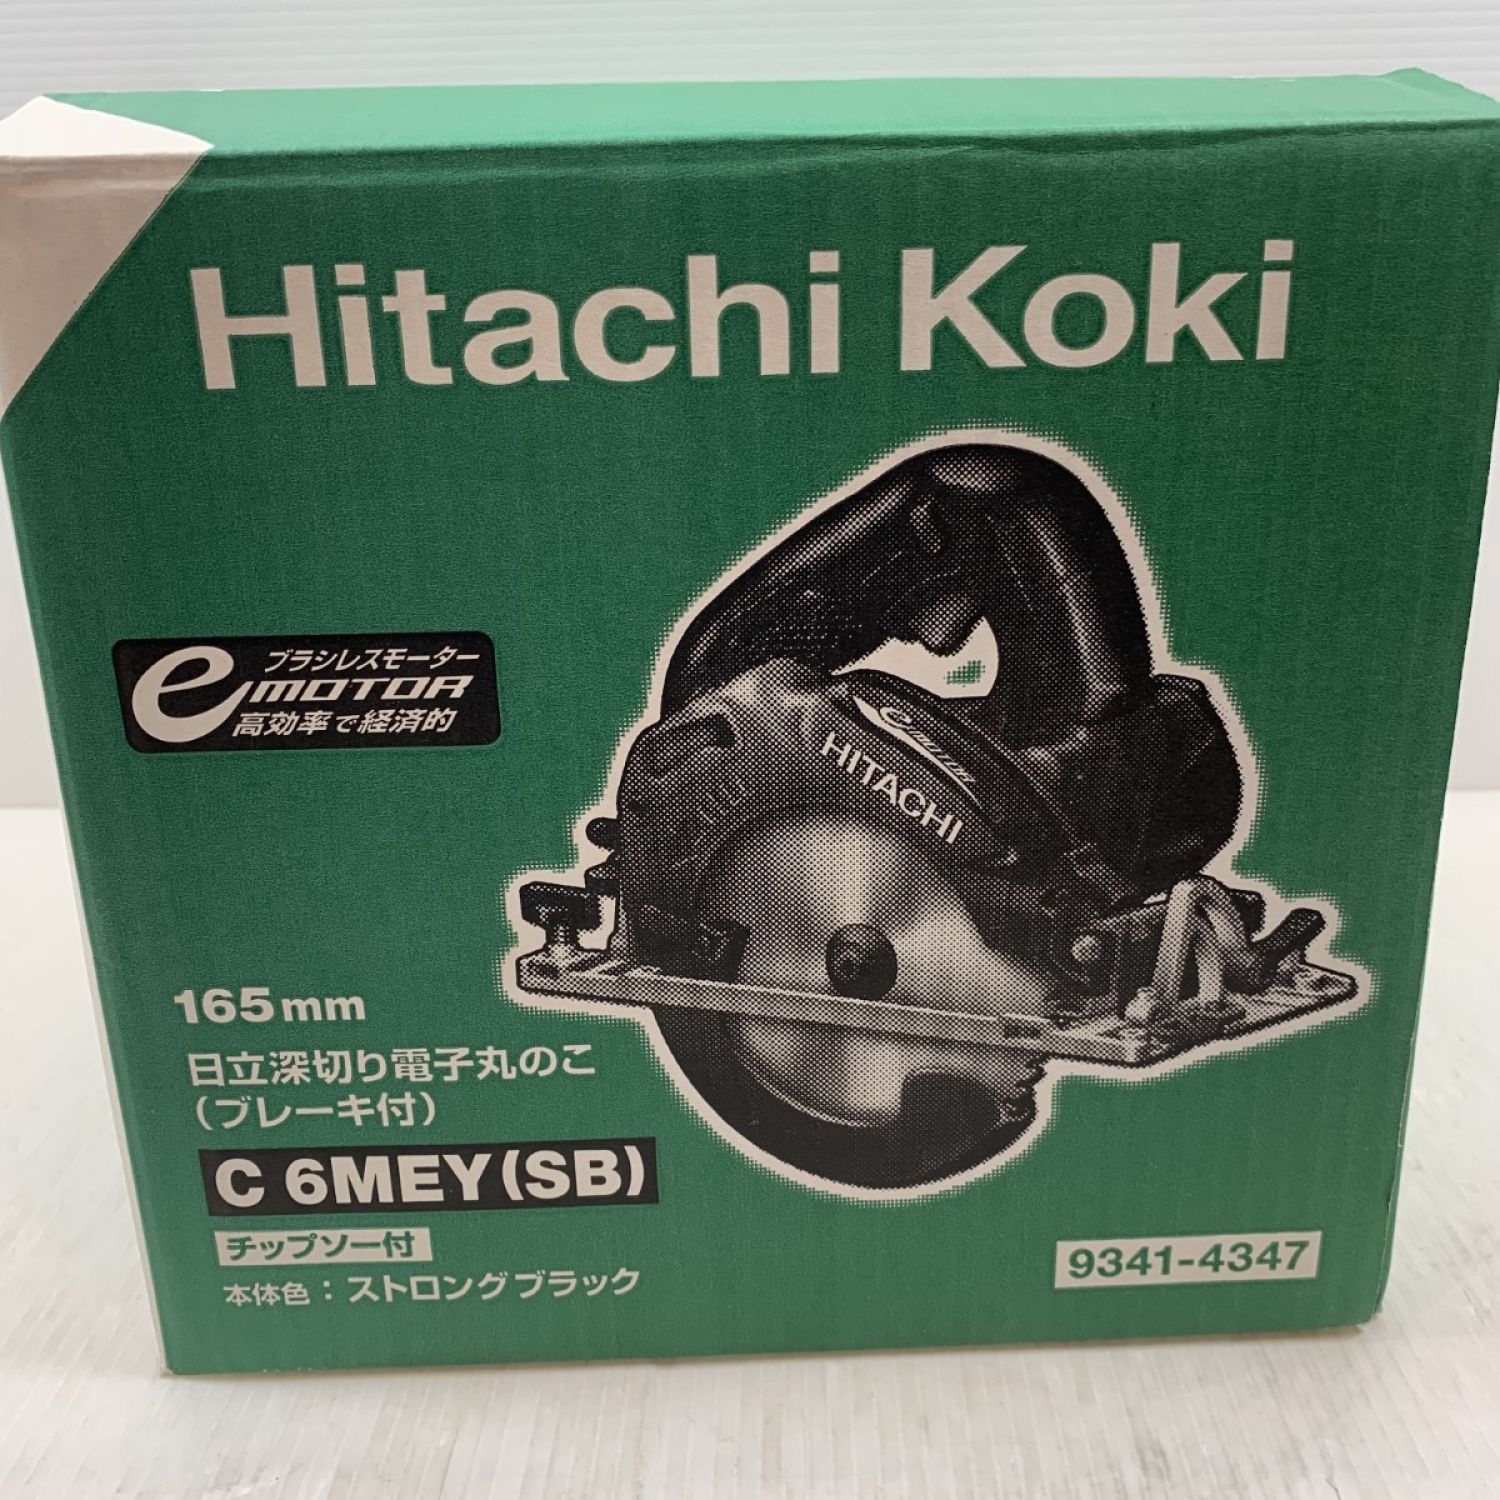 Hitachi Koki
ブラシレスモーター
e MOTOR
高効率で経済的
e MOTOR
HITACHI
165mm
日立深切り電子丸のこ
(ブレーキ付)
C 6MEY(SB)
チップソー付
本体色：ストロングブラック
9341-4347